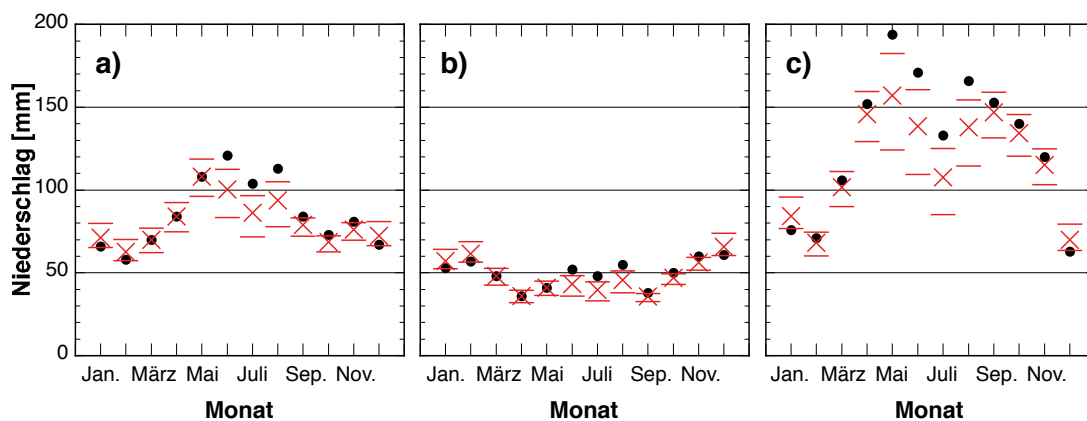 200
150
100
50
0
Niederschlag [mm]
a)
b)
c)
Jan. März Mai Juli Sep. Nov.
Jan. März Mai Juli Sep. Nov.
Jan. März Mai Juli Sep. Nov.
Monat
Monat
Monat